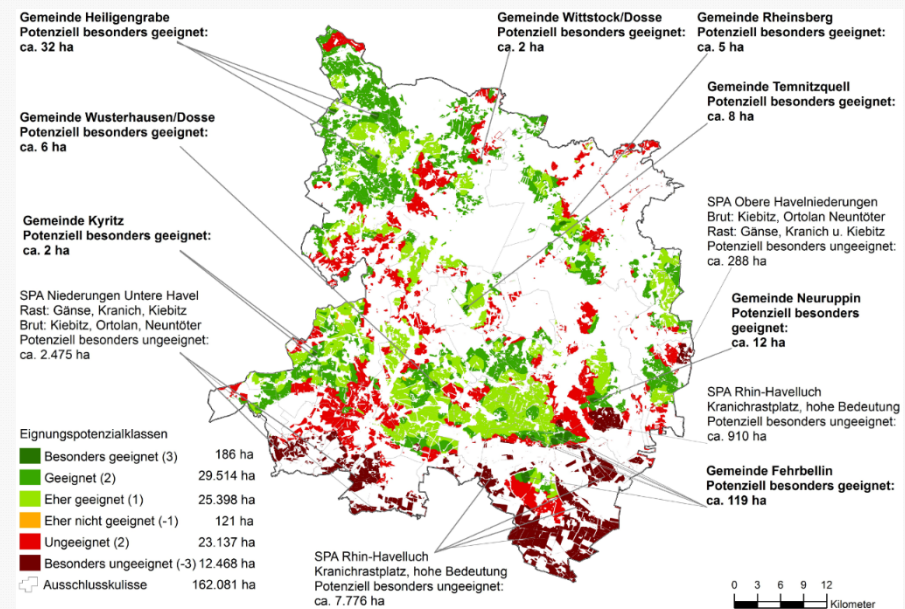 Gemeinde Heiligengrabe
Potenziell besonders geeignet:
ca. 32 ha
Gemeinde Wittstock/Dosse
Potenziell besonders geeignet:
ca. 2 ha
Gemeinde Rheinsberg
Potenziell besonders geeignet:
ca. 5 ha
Gemeinde Temnitzquell
Potenziell besonders geeignet:
ca. 8 ha
Gemeinde Wusterhausen/Dosse
Potenziell besonders geeignet:
ca. 6 ha
SPA Obere Havelniederungen
Brut: Kiebitz, Ortolan Neuntöter
Rast: Gänse, Kranich u. Kiebitz
Potenziell besonders ungeeignet:
ca. 288 ha
Gemeinde Kyritz
Potenziell besonders geeignet:
ca. 2 ha
SPA Niederungen Untere Havel
Rast: Gänse, Kranich, Kiebitz
Brut: Kiebitz, Ortolan, Neuntöter
Potenziell besonders ungeeignet:
ca. 2.475 ha
Gemeinde Neuruppin
Potenziell besonders
geeignet:
ca. 12 ha
SPA Rhin-Havelluch
Kranichrastplatz, hohe Bedeutung
Potenziell besonders ungeeignet:
ca. 910 ha
Gemeinde Fehrbellin
Potenziell besonders geeignet:
ca. 119 ha
Eignungspotenzialklassen
Besonders geeignet (3) 186 ha
Geeignet (2) 29.514 ha
Eher geeignet (1) 25.398 ha
Eher nicht geeignet (-1) 121 ha
Ungeeignet (2) 23.137 ha
Besonders ungeeignet (-3) 12.468 ha
Ausschlusskulisse 162.081 ha
SPA Rhin-Havelluch
Kranichrastplatz, hohe Bedeutung
Potenziell besonders ungeeignet:
ca. 7.776 ha
0 3 6 9 12
Kilometer